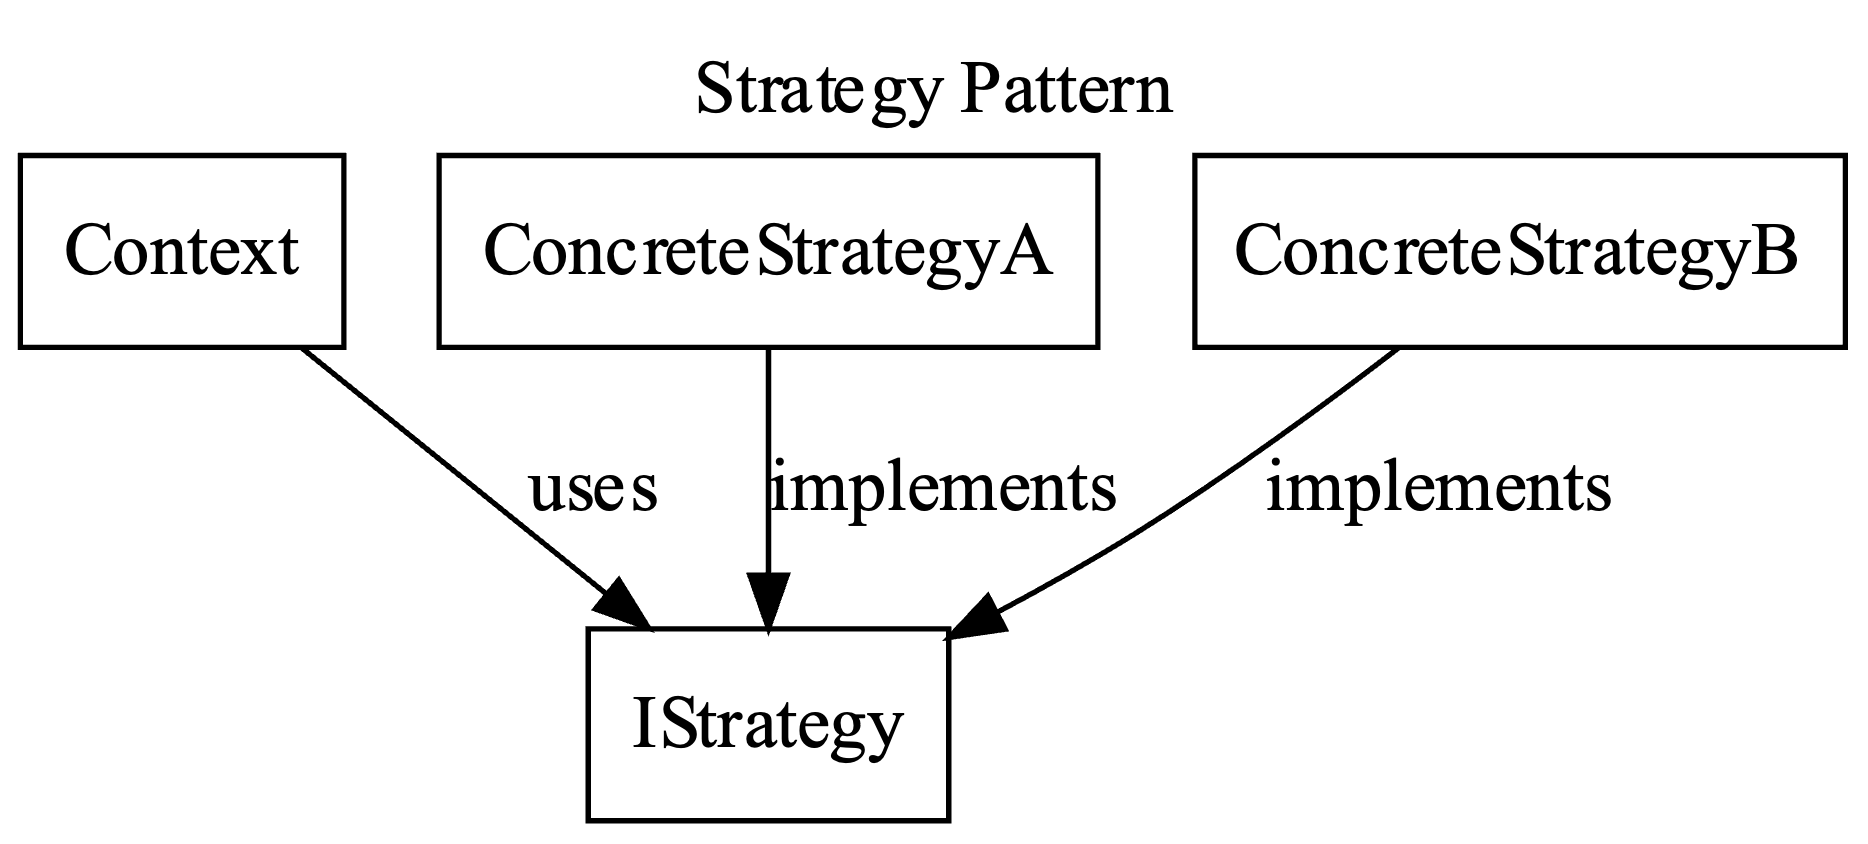 Strategy Pattern
Context
ConcreteStrategyA
ConcreteStrategyB
uses
implements
implements
IStrategy